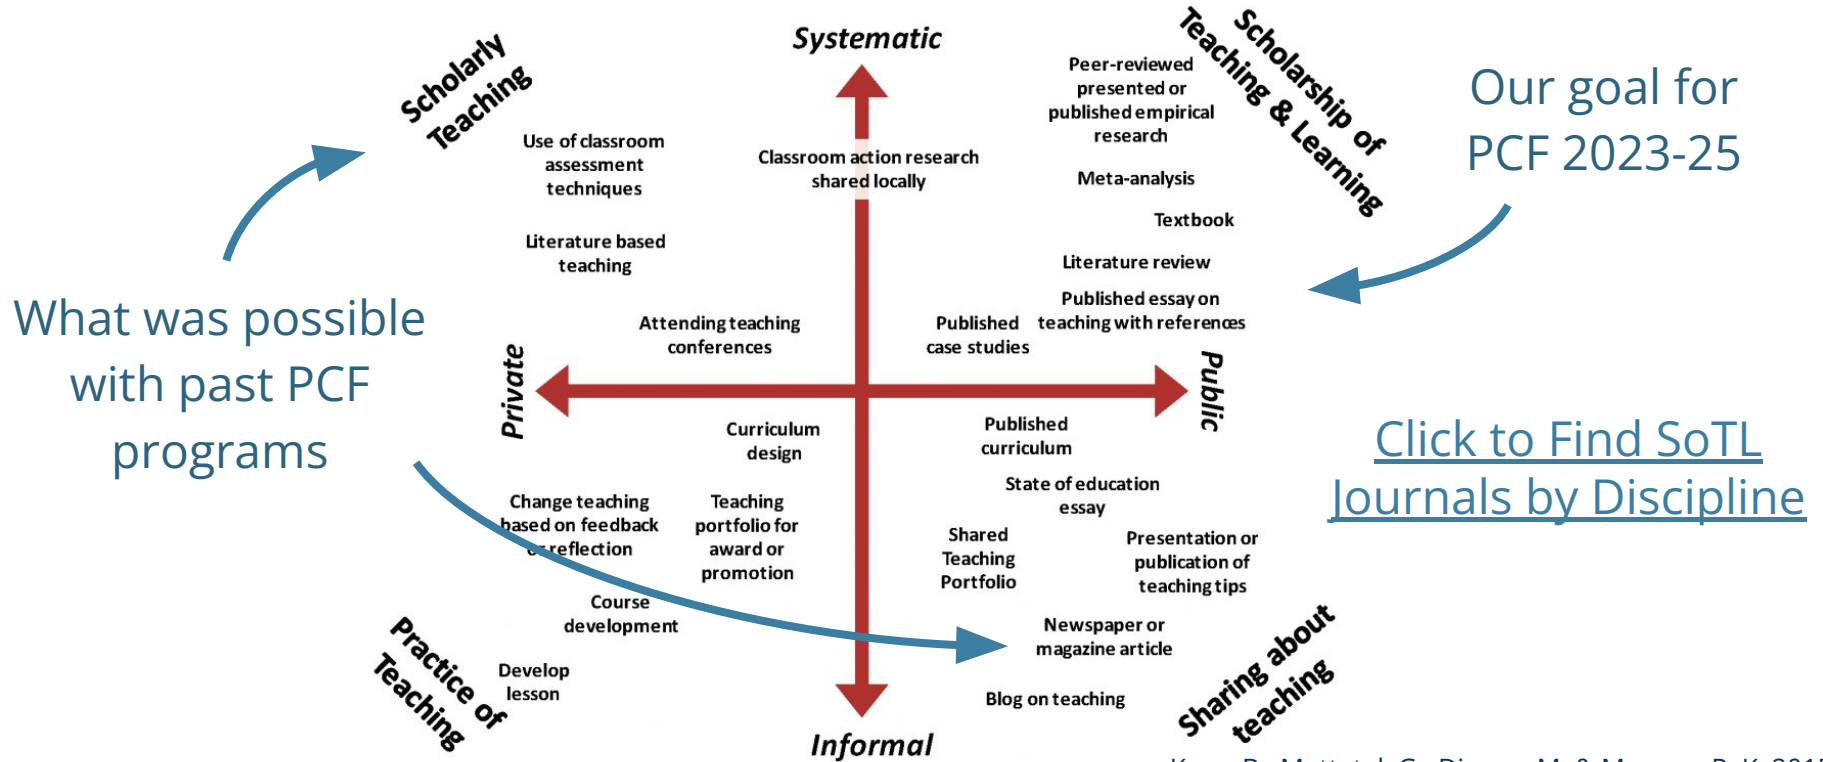 Systematic
Scholarly
Teaching
Scholarship of
Teaching & Learning
Our goal for
PCF 2023-25
Peer-reviewed
presented or
published empirical
research
Use of classroom
assessment
techniques
Classroom action research
shared locally
Meta-analysis
Textbook
Literature based
teaching
Literature review
Published essay on
teaching with references
Attending teaching
conferences
Published
case studies
What was possible
with past PCF
programs
Private
Public
Curriculum
design
Published
curriculum
Click to Find SoTL
Journals by Discipline
State of education
essay
Change teaching
based on feedback
or reflection
Teaching
portfolio for
award or
promotion
Shared
Teaching
Portfolio
Presentation or
publication of
teaching tips
Course
development
Newspaper or
magazine article
Practice of
Teaching
Develop
lesson
Blog on teaching
Sharing about
teaching
Informal